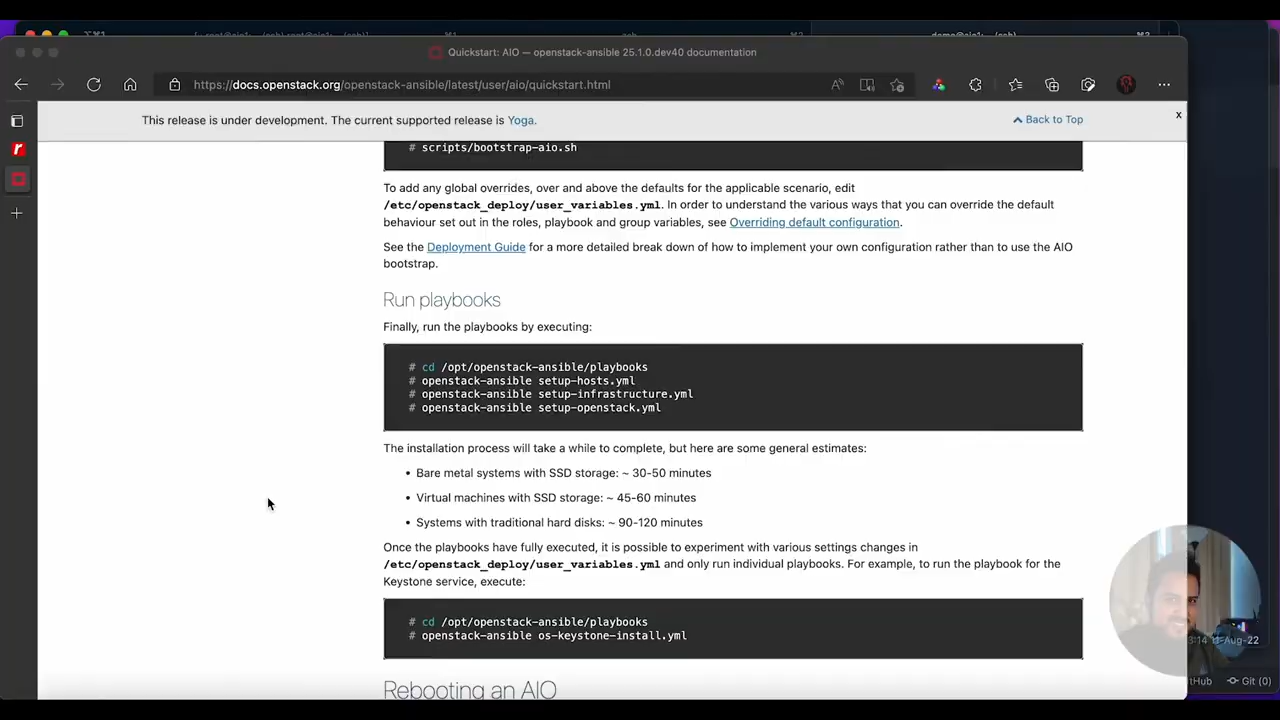 Quickstart: AIO — openstack-ansible 25.1.0.dev40 documentation
https://docs.openstack.org/openstack-ansible/latest/user/aio/quickstart.html
This release is under development. The current supported release is Yoga.
Back to Top
x
# scripts/bootstrap-aio.sh
To add any global overrides, over and above the defaults for the applicable scenario, edit
/etc/openstack_deploy/user_variables.yml. In order to understand the various ways that you can override the default
behaviour set out in the roles, playbook and group variables, see Overriding default configuration.
See the Deployment Guide for a more detailed break down of how to implement your own configuration rather than to use the AIO
bootstrap.
Run playbooks
Finally, run the playbooks by executing:
# cd /opt/openstack-ansible/playbooks
# openstack-ansible setup-hosts.yml
# openstack-ansible setup-infrastructure.yml
# openstack-ansible setup-openstack.yml
The installation process will take a while to complete, but here are some general estimates:
• Bare metal systems with SSD storage: ~ 30-50 minutes
• Virtual machines with SSD storage: ~ 45-60 minutes
• Systems with traditional hard disks: ~ 90-120 minutes
Once the playbooks have fully executed, it is possible to experiment with various settings changes in
/etc/openstack_deploy/user_variables.yml and only run individual playbooks. For example, to run the playbook for the
Keystone service, execute:
# cd /opt/openstack-ansible/playbooks
# openstack-ansible os-keystone-install.yml
3:14 13-Aug-22
tHub Git (0)
Rebooting an AIO